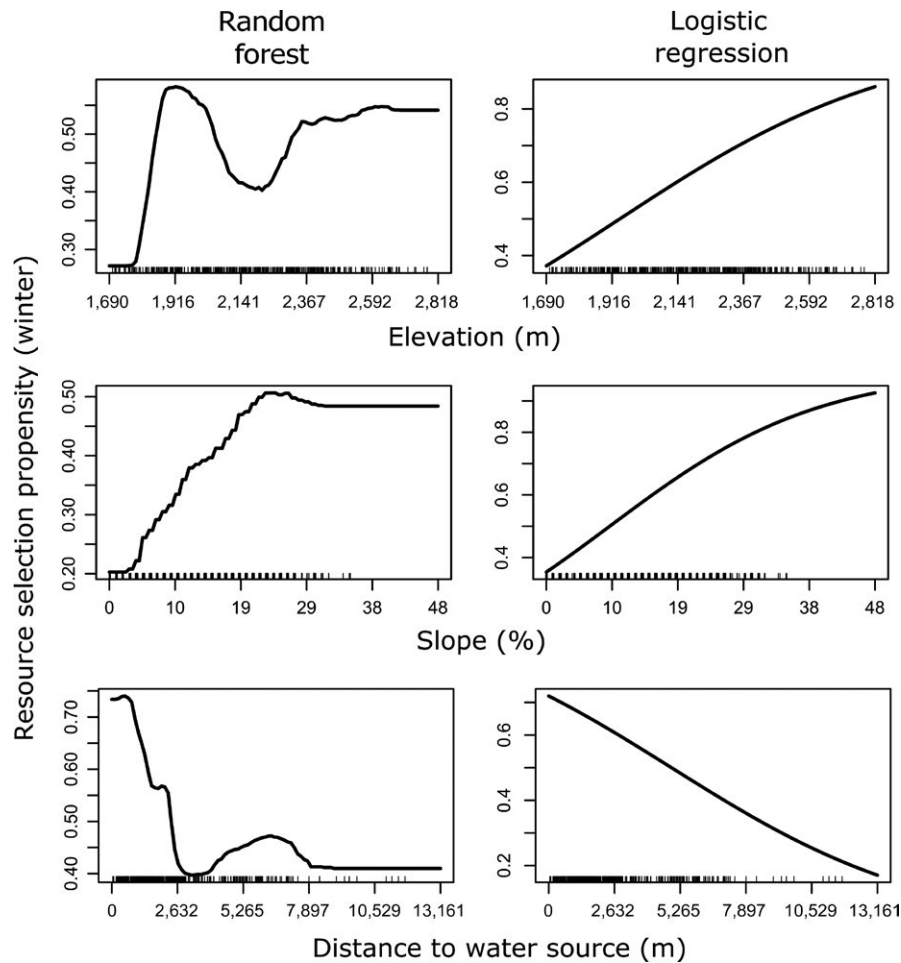 Random
forest
Logistic
regression
Resource selection propensity (winter)
0.50
0.40
0.30
1,690 1,916 2,141 2,367 2,592 2,818
0.8
0.6
0.4
1,690 1,916 2,141 2,367 2,592 2,818
Elevation (m)
0.50
0.40
0.30
0.20
0 10 19 29 38 48
0.8
0.6
0.4
0 10 19 29 38 48
Slope (%)
0.70
0.60
0.50
0.40
0 2,632 5,265 7,897 10,529 13,161
0.6
0.4
0.2
0 2,632 5,265 7,897 10,529 13,161
Distance to water source (m)